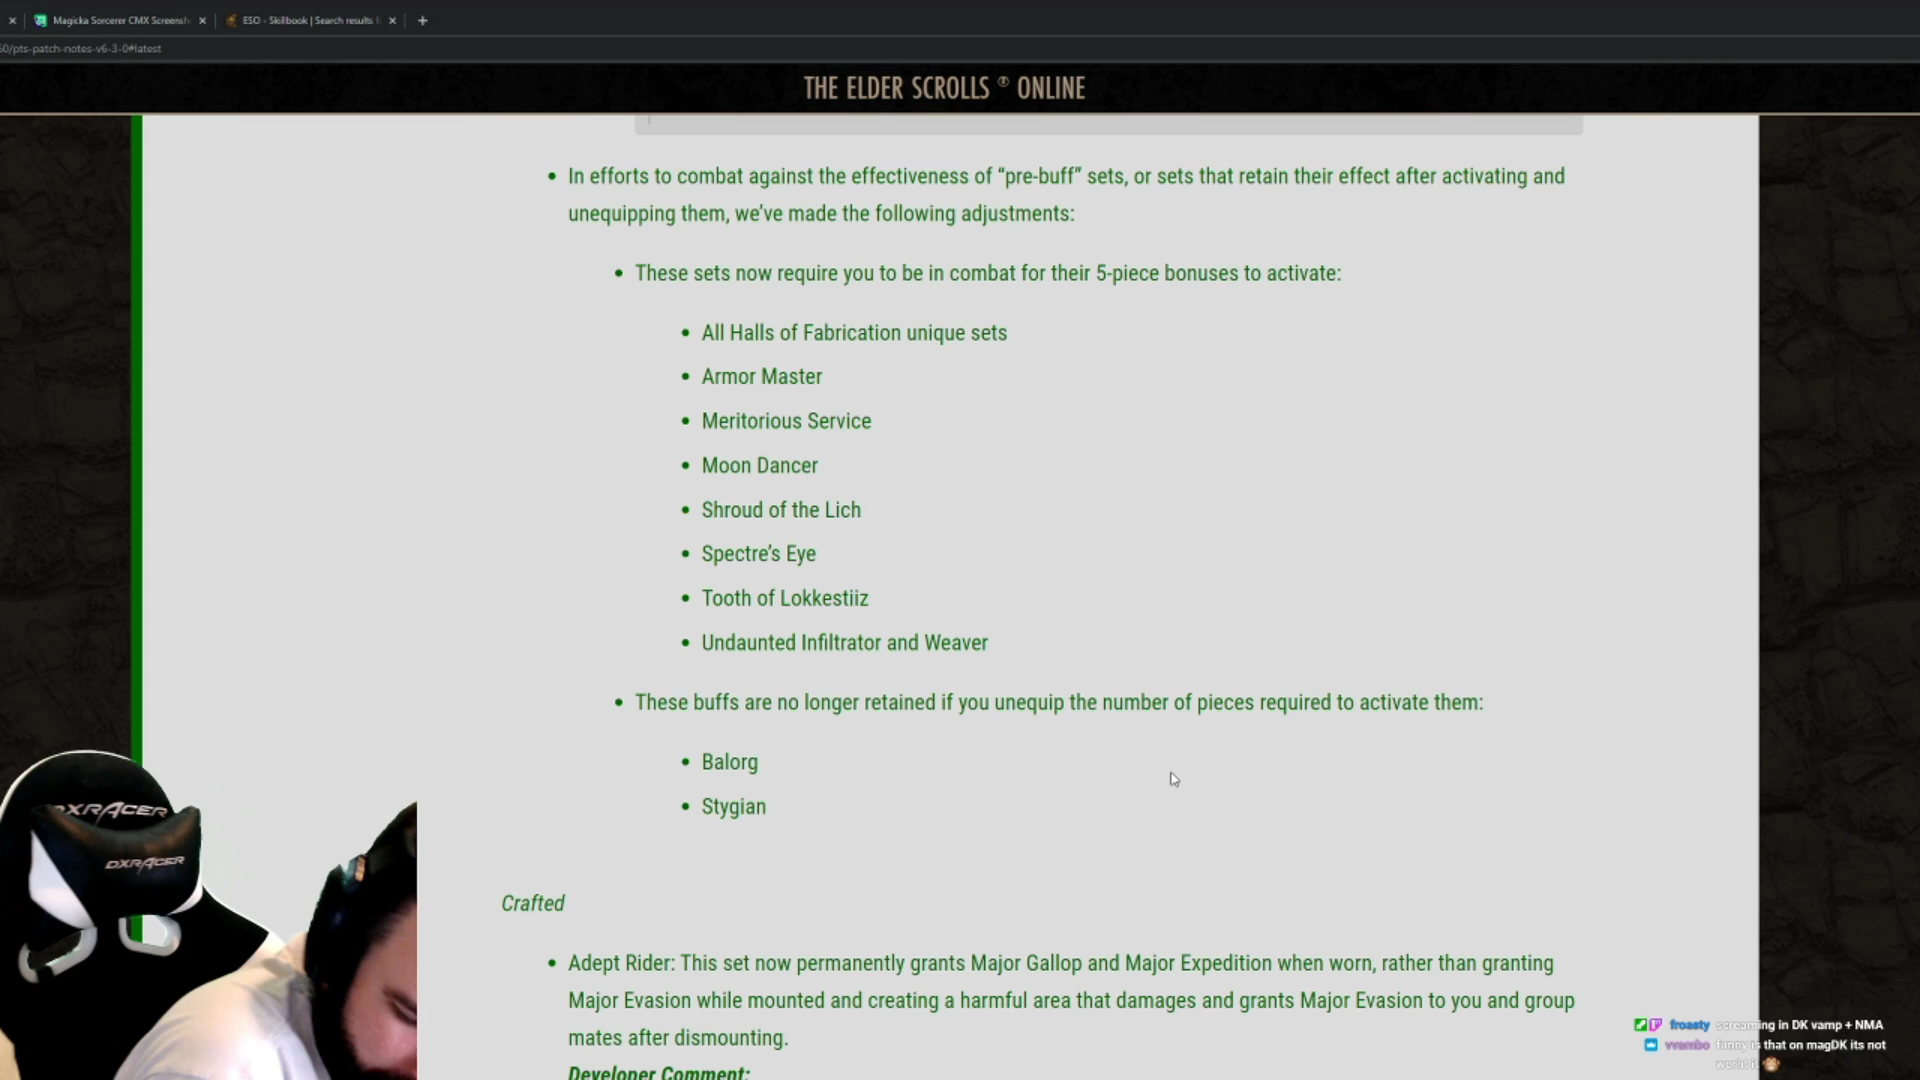 Magicka Sorcerer CMX Screensh
ESO - Skillbook | Search results
60/pts-patch-notes-v6-3-0#latest
THE ELDER SCROLLS ® ONLINE
• In efforts to combat against the effectiveness of “pre-buff” sets, or sets that retain their effect after activating and
unequipping them, we’ve made the following adjustments:
• These sets now require you to be in combat for their 5-piece bonuses to activate:
• All Halls of Fabrication unique sets
• Armor Master
• Meritorious Service
• Moon Dancer
• Shroud of the Lich
• Spectre’s Eye
• Tooth of Lokkestiiz
• Undaunted Infiltrator and Weaver
• These buffs are no longer retained if you unequip the number of pieces required to activate them:
• Balorg
• Stygian
DXRACER
DXRACER
Crafted
• Adept Rider: This set now permanently grants Major Gallop and Major Expedition when worn, rather than granting
Major Evasion while mounted and creating a harmful area that damages and grants Major Evasion to you and group
mates after dismounting.
Developer Comment:
froasty screaming in DK vamp + NMA
vvambo funny is that on magDK its not